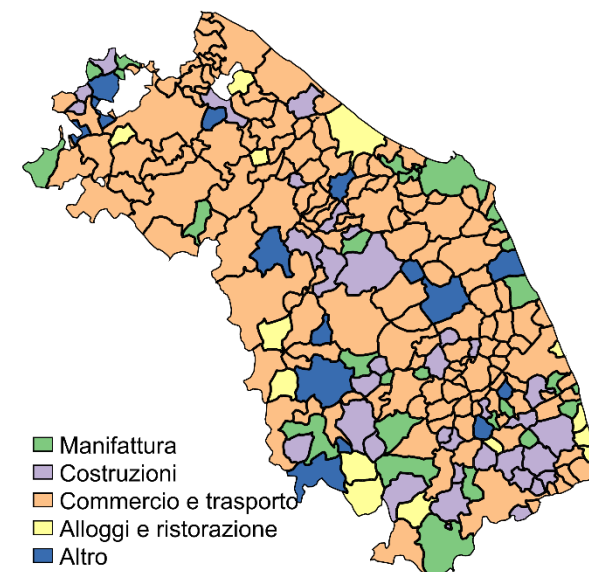 Manifattura
Costruzioni
Commercio e trasporto
Alloggi e ristorazione
Altro